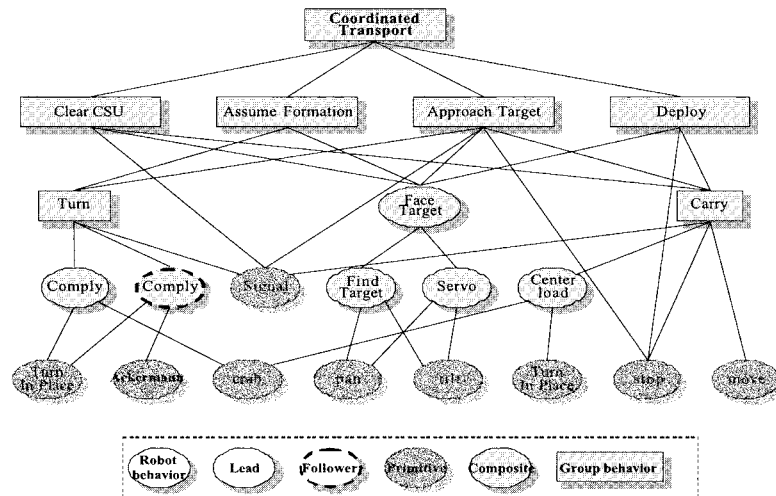 Coordinated
Transport
Clear CSU
Assume Formation
Approach Target
Deploy
Turn
Face
Target
Carry
Comply
Comply
Signal
Find
Target
Servo
Center
load
Turn
In Place
Ackermann
crab
pan
tilt
Turn
In Place
stop
move
Robot
behavior
Lead
Follower
Primitive
Composite
Group behavior